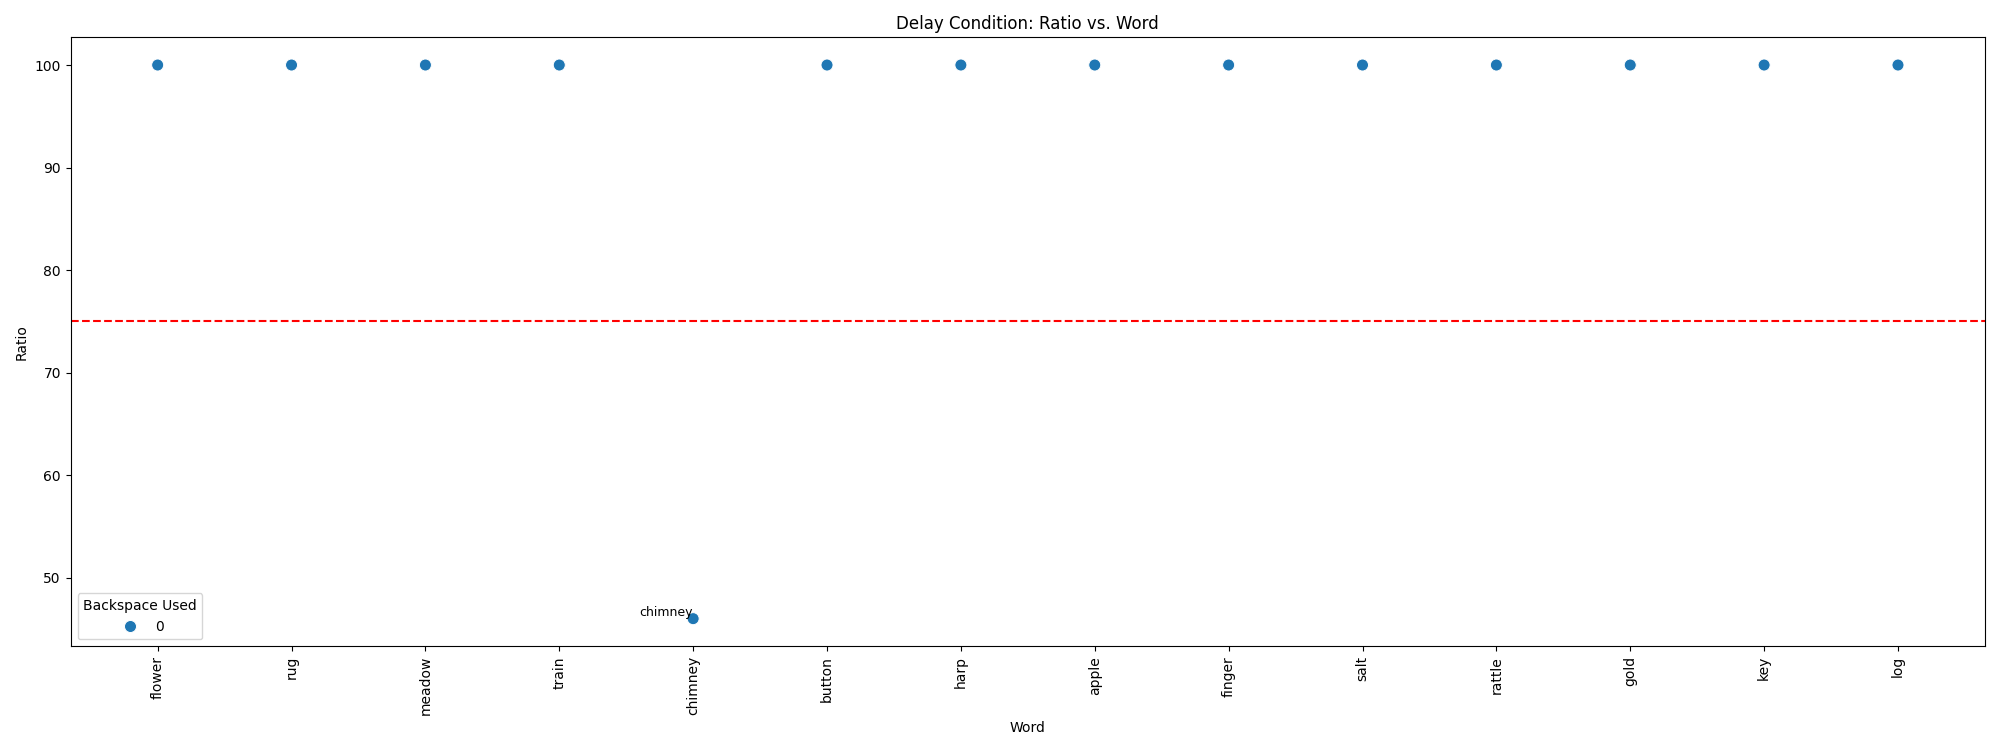 Delay Condition: Ratio vs. Word
Ratio
100
90
80
70
60
50
chimney
Backspace Used
0
flower
rug
meadow
train
chimney
button
harp
apple
finger
salt
rattle
gold
key
log
Word